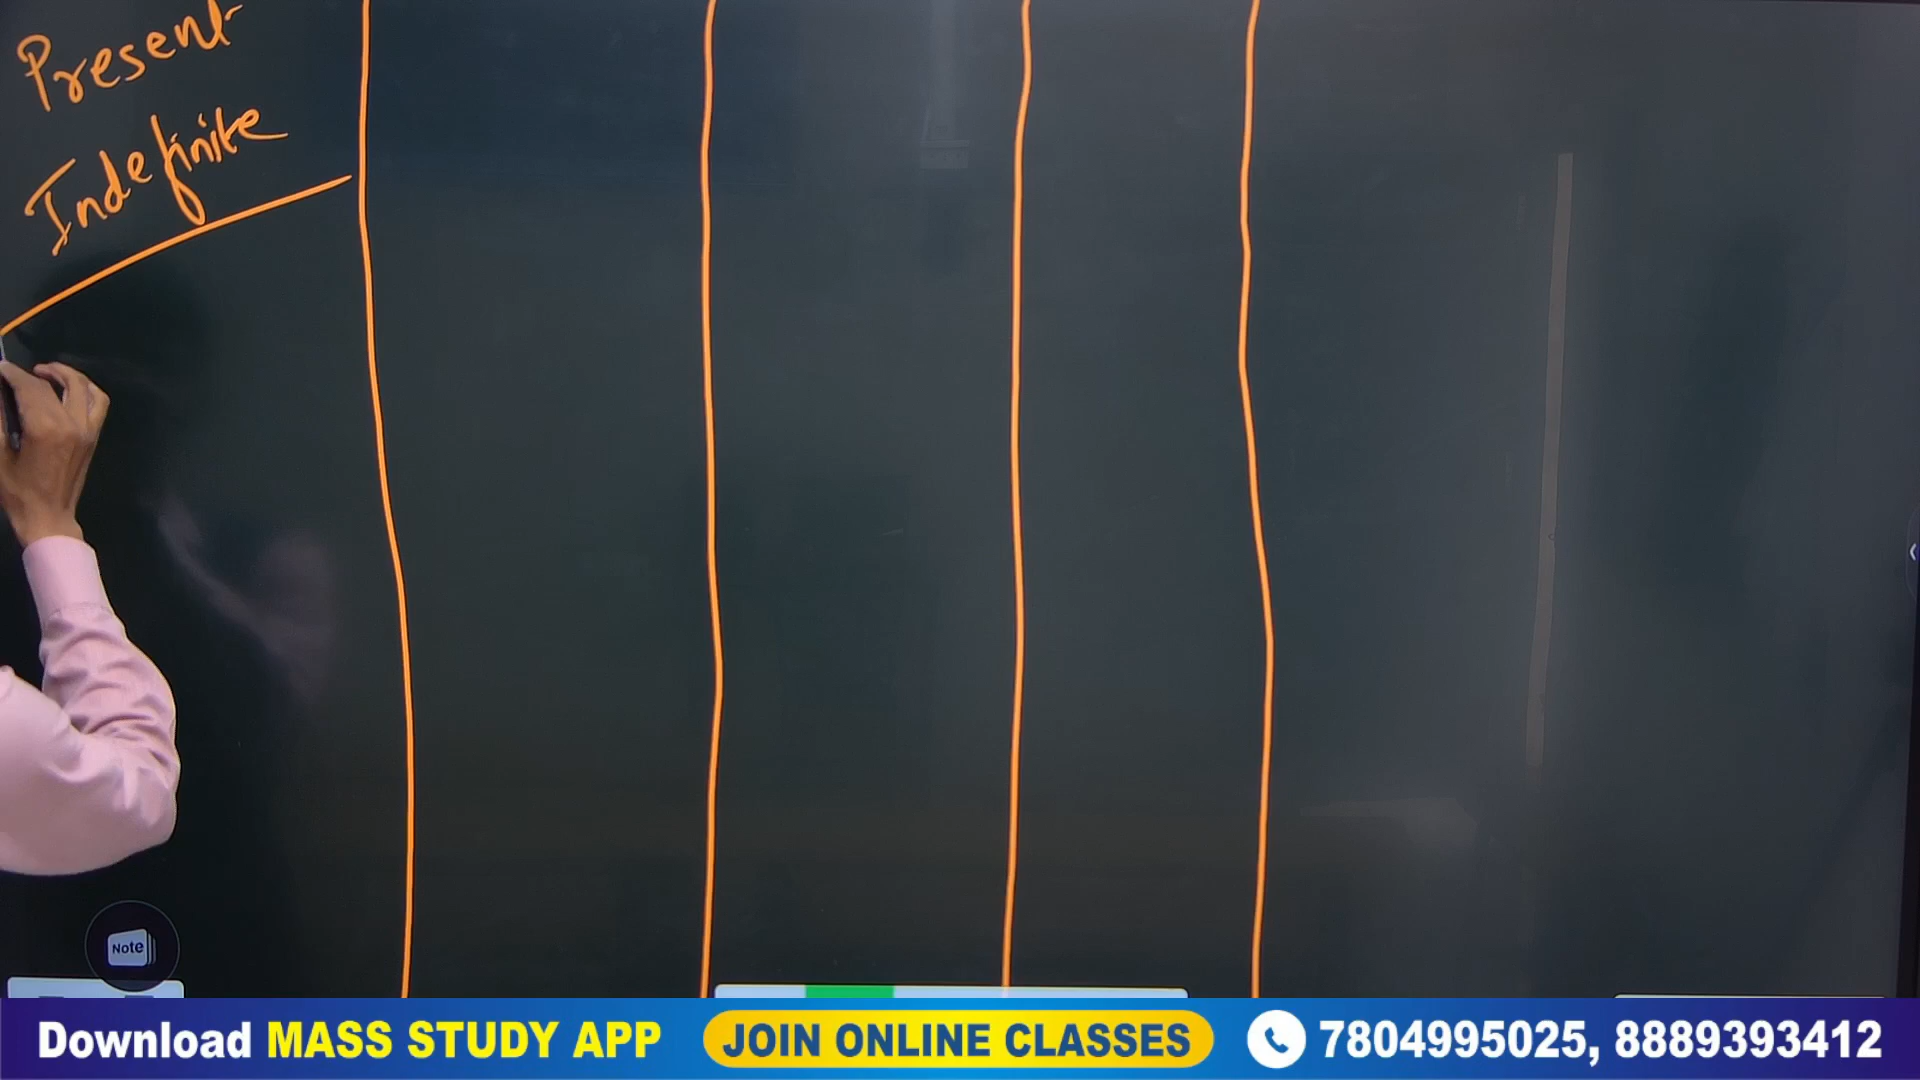 Present
Indefinite
Note
Download MASS STUDY APP JOIN ONLINE CLASSES 7804995025, 8889393412